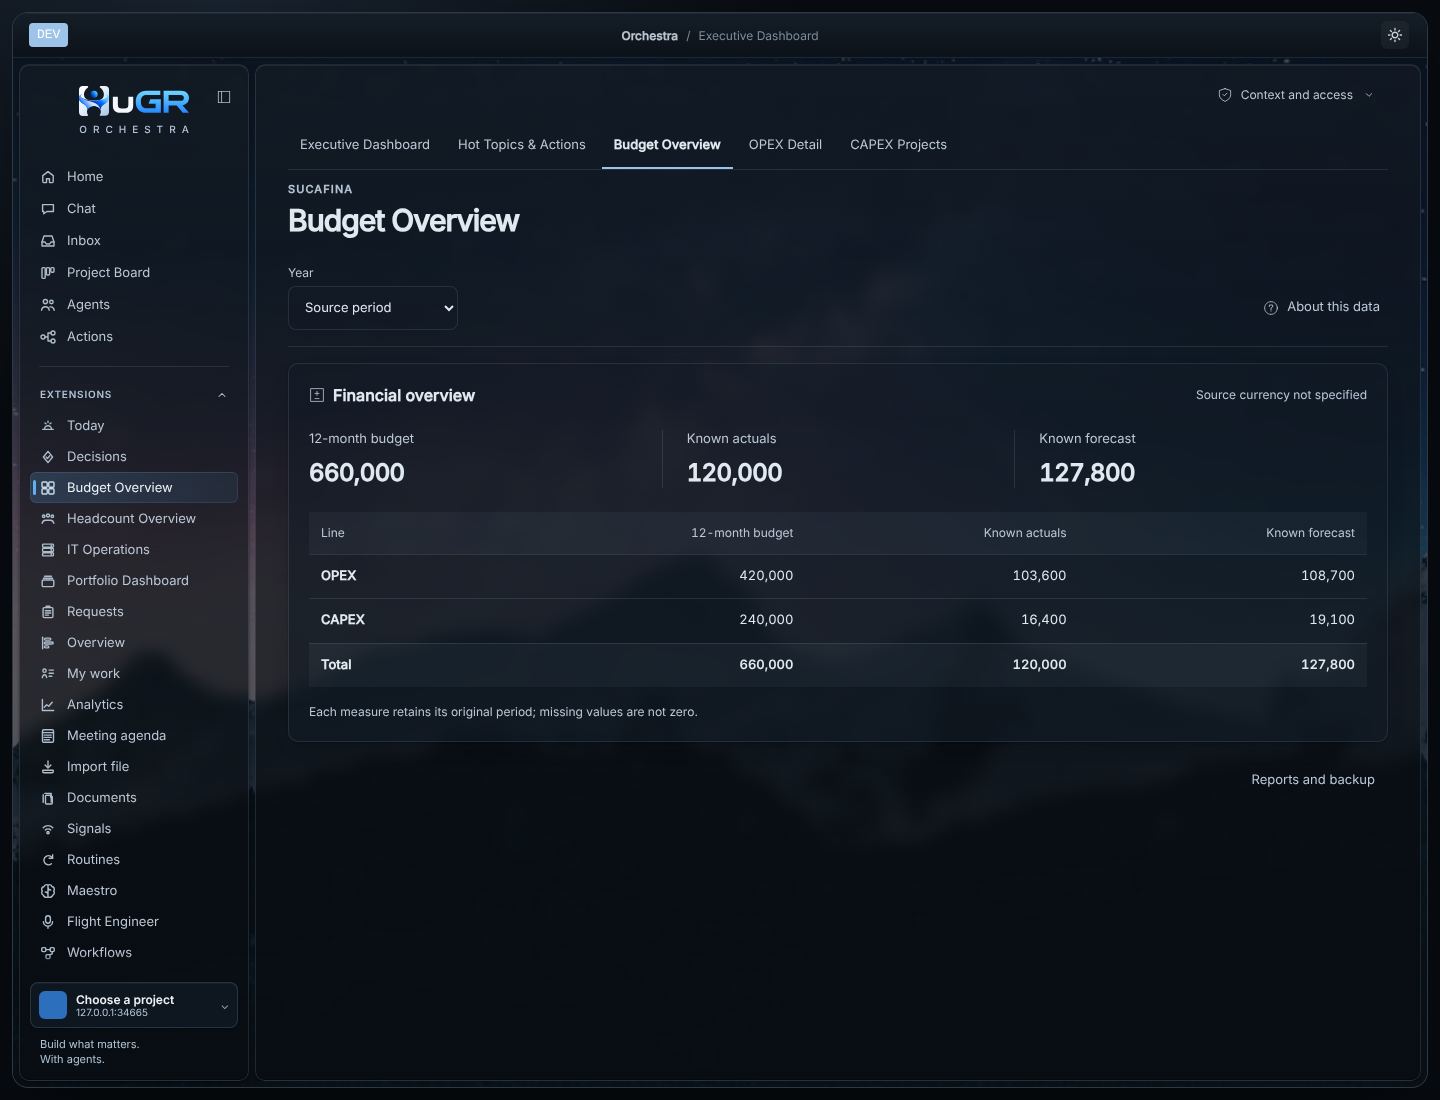 DEV
Orchestra / Executive Dashboard
HuGR
ORCHESTRA
Home
Chat
Inbox
Project Board
Agents
Actions
EXTENSIONS
Today
Decisions
Budget Overview
Headcount Overview
IT Operations
Portfolio Dashboard
Requests
Overview
My work
Analytics
Meeting agenda
Import file
Documents
Signals
Routines
Maestro
Flight Engineer
Workflows
Choose a project
127.0.0.1:34665
Build what matters.
With agents.
Context and access
Executive Dashboard Hot Topics & Actions Budget Overview OPEX Detail CAPEX Projects
SUCAFINA
Budget Overview
Year
Source period
About this data
Financial overview
Source currency not specified
12-month budget Known actuals Known forecast
660,000 120,000 127,800
Line 12-month budget Known actuals Known forecast
OPEX 420,000 103,600 108,700
CAPEX 240,000 16,400 19,100
Total 660,000 120,000 127,800
Each measure retains its original period; missing values are not zero.
Reports and backup